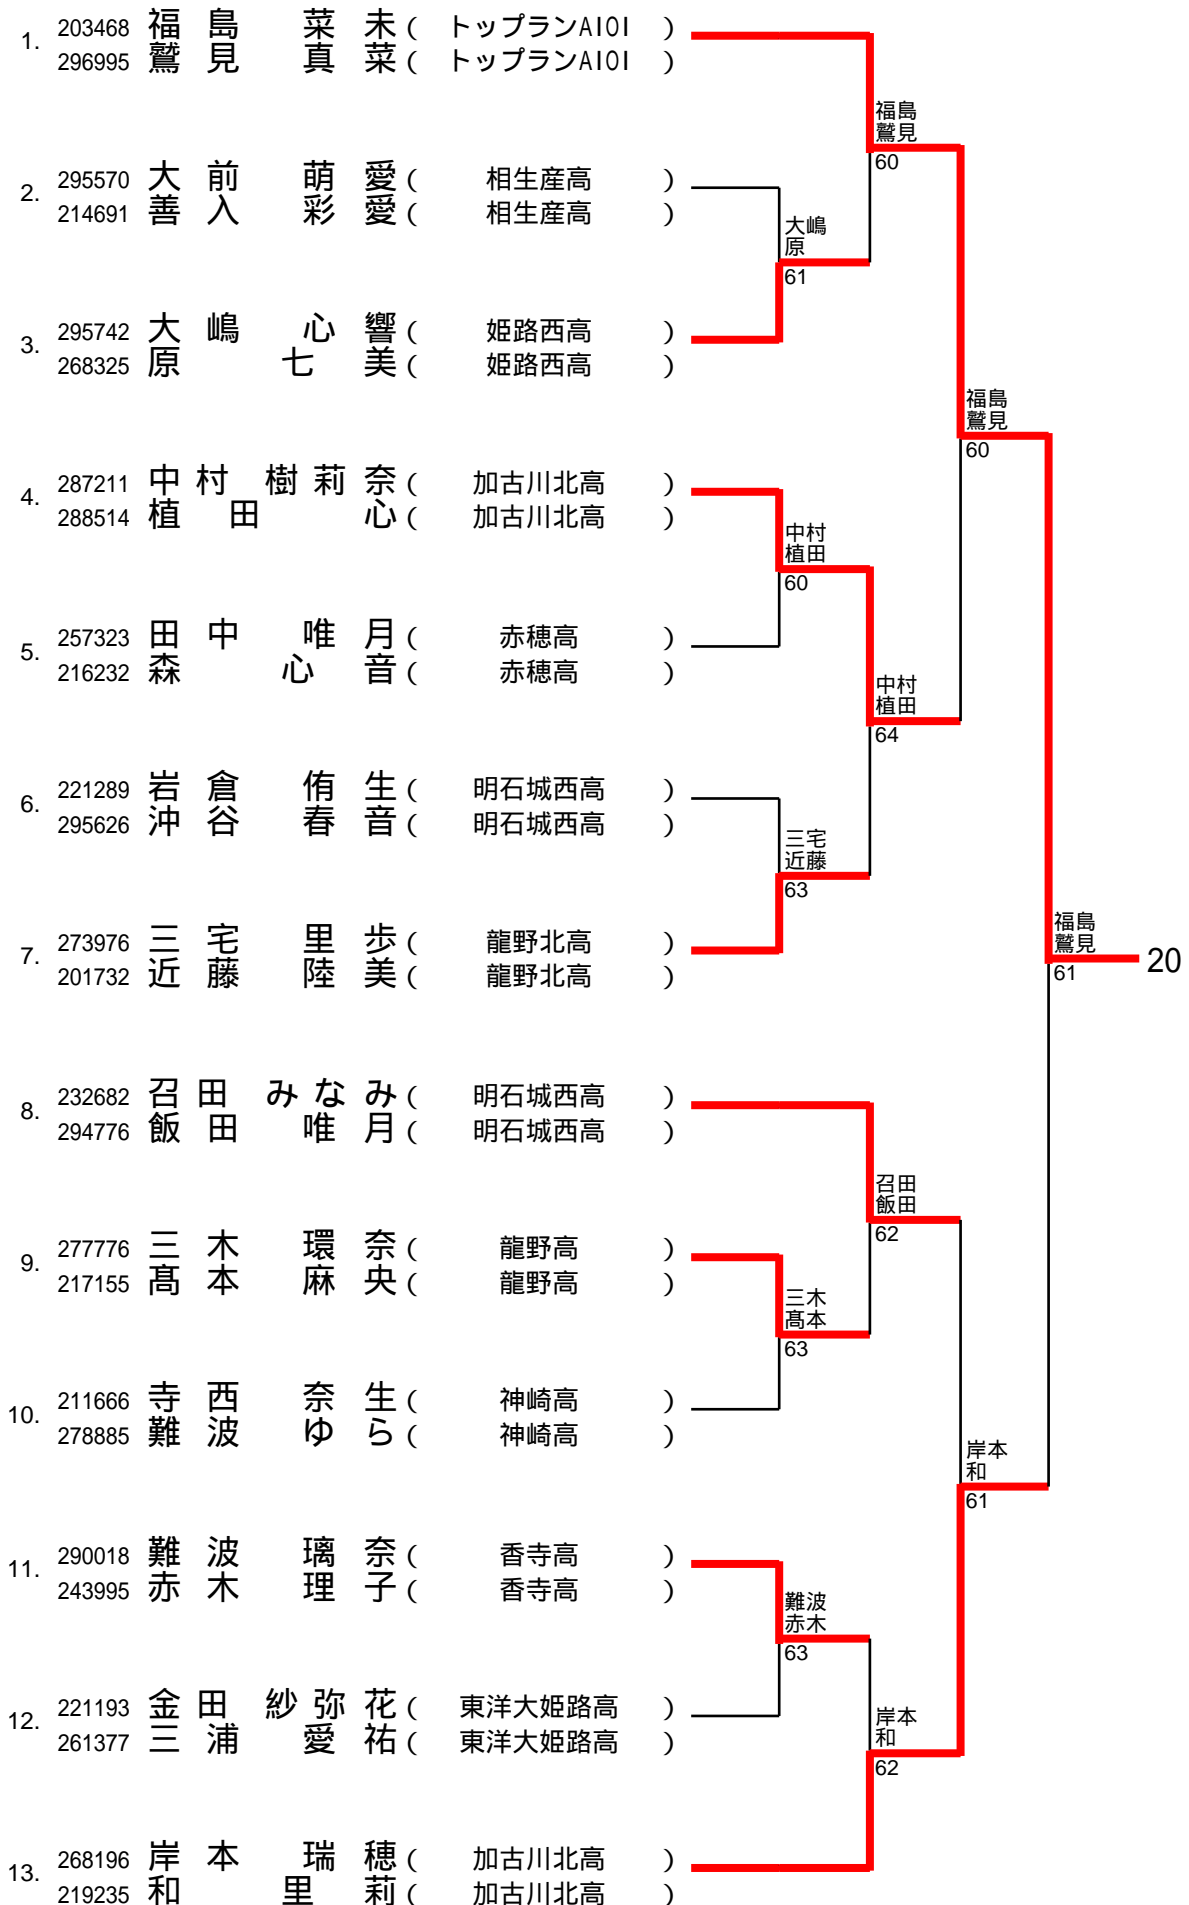 1. 203468 福島 菜未 ( トップランAIOI )
296995 鷲見 真菜 ( トップランAIOI )
福島
鷲見
60
2. 295570 大前 萌愛 ( 相生産高 )
214691 善入 彩愛 ( 相生産高 )
大嶋
原
61
3. 295742 大嶋 心響 ( 姫路西高 )
268325 原 七美 ( 姫路西高 )
福島
鷲見
60
4. 287211 中村 樹莉奈 ( 加古川北高 )
288514 植田 心 ( 加古川北高 )
中村
植田
60
5. 257323 田中 唯月 ( 赤穂高 )
216232 森 心音 ( 赤穂高 )
中村
植田
64
6. 221289 岩倉 侑生 ( 明石城西高 )
295626 沖谷 春音 ( 明石城西高 )
三宅
近藤
63
7. 273976 三宅 里歩 ( 龍野北高 )
201732 近藤 陸美 ( 龍野北高 )
福島
鷲見
61
20
8. 232682 召田 みなみ ( 明石城西高 )
294776 飯田 唯月 ( 明石城西高 )
召田
飯田
62
9. 277776 三木 環奈 ( 龍野高 )
217155 髙本 麻央 ( 龍野高 )
三木
髙本
63
10. 211666 寺西 奈生 ( 神崎高 )
278885 難波 ゆら ( 神崎高 )
岸本
和
61
11. 290018 難波 璃奈 ( 香寺高 )
243995 赤木 理子 ( 香寺高 )
難波
赤木
63
12. 221193 金田 紗弥花 ( 東洋大姫路高 )
261377 三浦 愛祐 ( 東洋大姫路高 )
岸本
和
62
13. 268196 岸本 瑞穂 ( 加古川北高 )
219235 和 里莉 ( 加古川北高 )